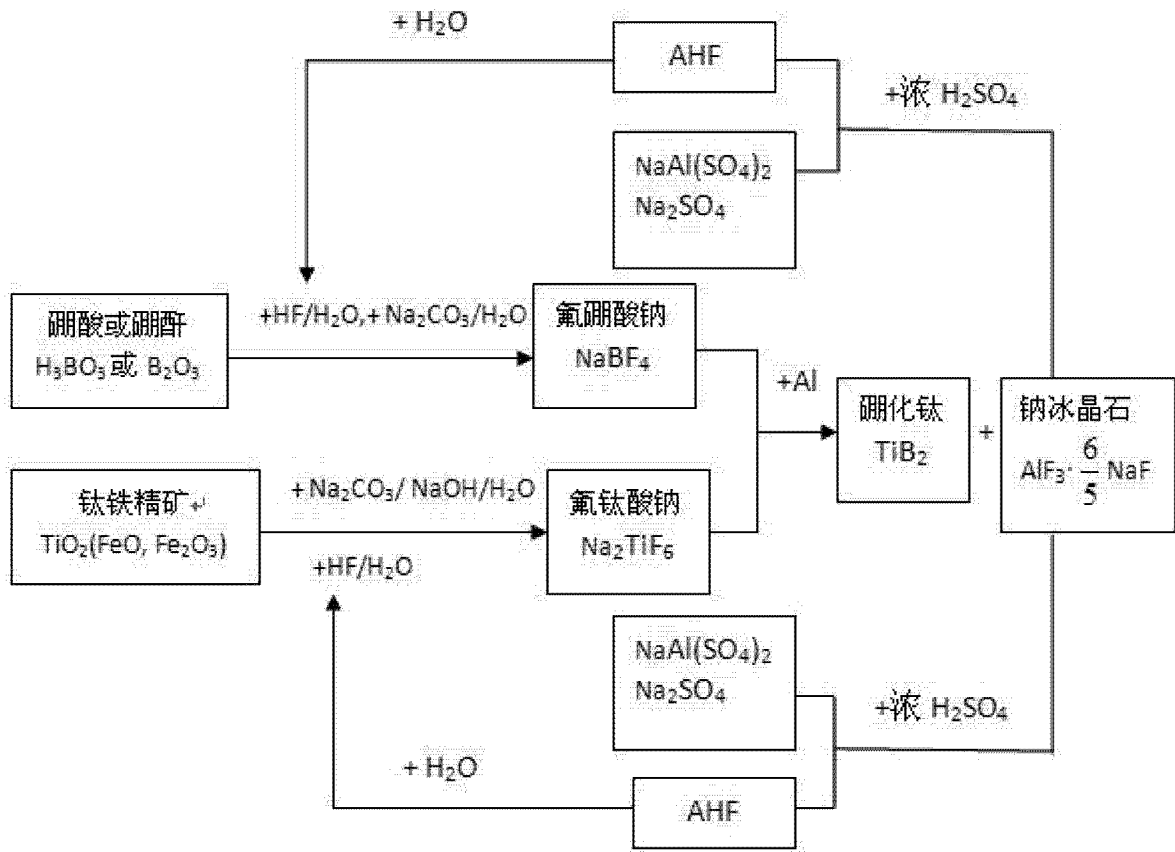 + H₂O
AHF
+浓 H₂SO₄
NaAl(SO₄)₂
Na₂SO₄
硼酸或硼酐
H₃BO₃或 B₂O₃
+HF/H₂O,+ Na₂CO₃/H₂O
氟硼酸钠
NaBF₄
+Al
硼化钛
TiB₂
+
钠冰晶石
AlF₃· 6/5 NaF
钛铁精矿↵
TiO₂(FeO, Fe₂O₃)
+ Na₂CO₃/ NaOH/H₂O
+HF/H₂O
氟钛酸钠
Na₂TiF₆
NaAl(SO₄)₂
Na₂SO₄
+浓 H₂SO₄
+ H₂O
AHF